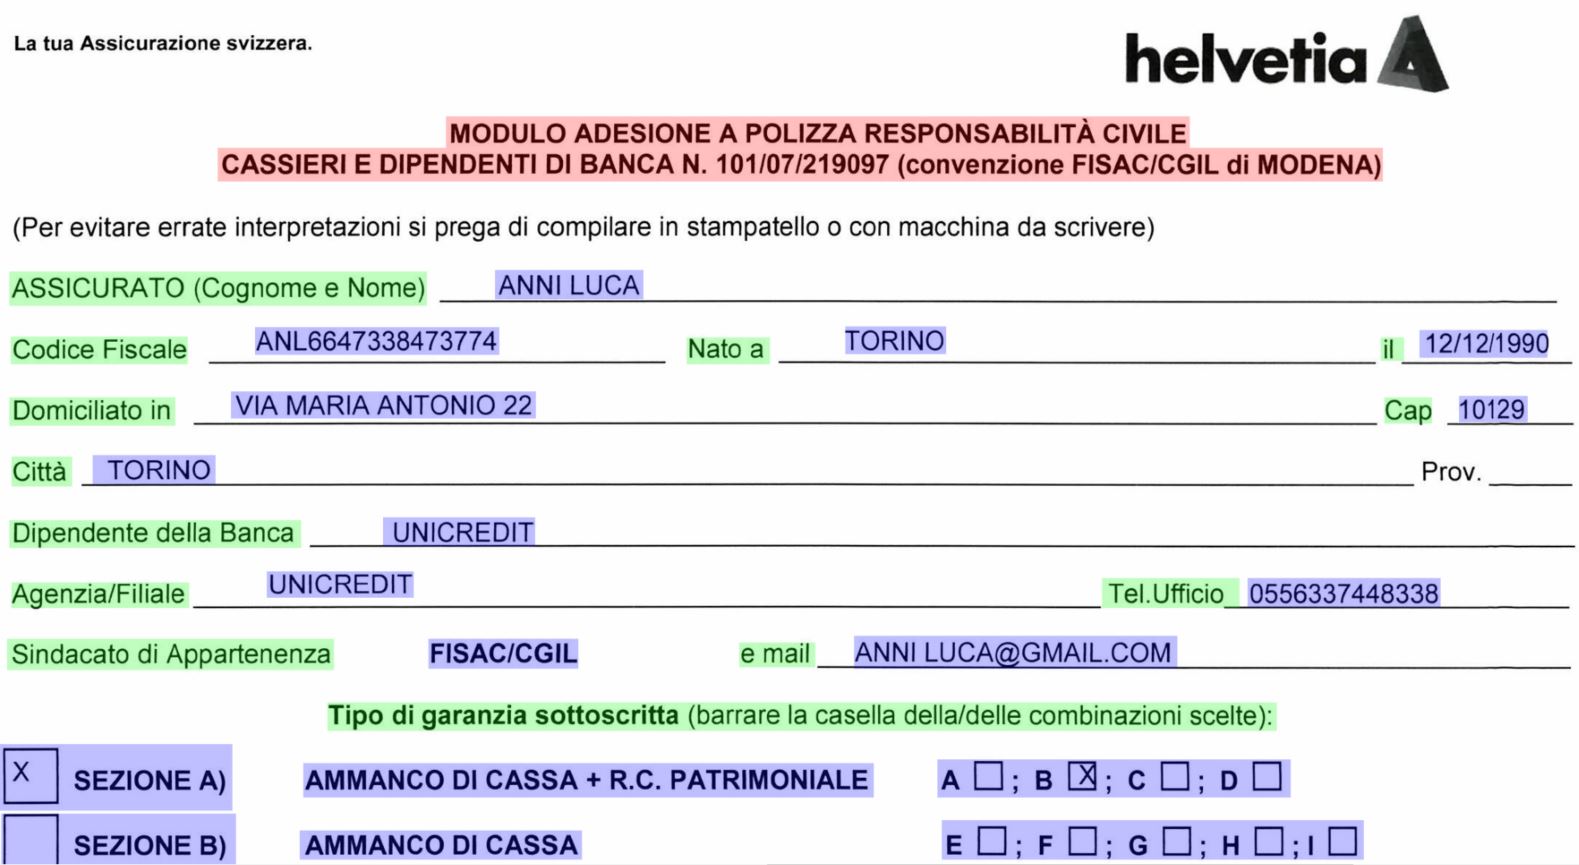 La tua Assicurazione svizzera.
helvetia
MODULO ADESIONE A POLIZZA RESPONSABILITÀ CIVILE
CASSIERI E DIPENDENTI DI BANCA N. 101/07/219097 (convenzione FISAC/CGIL di MODENA)
(Per evitare errate interpretazioni si prega di compilare in stampatello o con macchina da scrivere)
ASSICURATO (Cognome e Nome) ANNI LUCA
Codice Fiscale ANL6647338473774 Nato a TORINO il 12/12/1990
Domiciliato in VIA MARIA ANTONIO 22 Cap 10129
Città TORINO Prov.
Dipendente della Banca UNICREDIT
Agenzia/Filiale UNICREDIT Tel.Ufficio 0556337448338
Sindacato di Appartenenza FISAC/CGIL e mail ANNI LUCA@GMAIL.COM
Tipo di garanzia sottoscritta (barrare la casella della/delle combinazioni scelte):
X SEZIONE A) AMMANCO DI CASSA + R.C. PATRIMONIALE A ☐ ; B ☒ ; C ☐ ; D ☐
SEZIONE B) AMMANCO DI CASSA E ☐ ; F ☐ ; G ☐ ; H ☐ ; I ☐